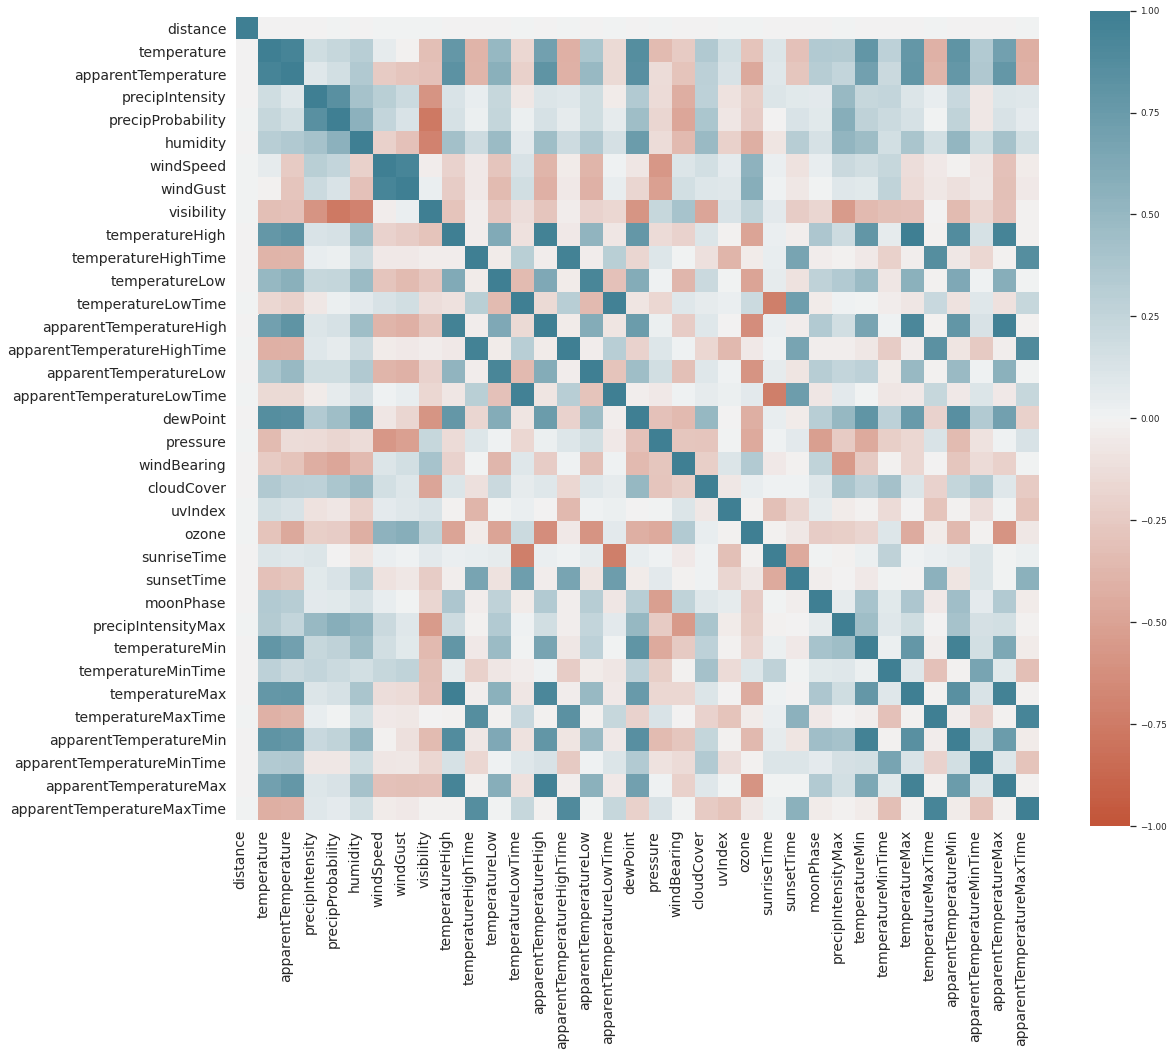 distance
temperature
apparentTemperature
precipIntensity
precipProbability
humidity
windSpeed
windGust
visibility
temperatureHigh
temperatureHighTime
temperatureLow
temperatureLowTime
apparentTemperatureHigh
apparentTemperatureHighTime
apparentTemperatureLow
apparentTemperatureLowTime
dewPoint
pressure
windBearing
cloudCover
uvIndex
ozone
sunriseTime
sunsetTime
moonPhase
precipIntensityMax
temperatureMin
temperatureMinTime
temperatureMax
temperatureMaxTime
apparentTemperatureMin
apparentTemperatureMinTime
apparentTemperatureMax
apparentTemperatureMaxTime
distance
temperature
apparentTemperature
precipIntensity
precipProbability
humidity
windSpeed
windGust
visibility
temperatureHigh
temperatureHighTime
temperatureLow
temperatureLowTime
apparentTemperatureHigh
apparentTemperatureHighTime
apparentTemperatureLow
apparentTemperatureLowTime
dewPoint
pressure
windBearing
cloudCover
uvIndex
ozone
sunriseTime
sunsetTime
moonPhase
precipIntensityMax
temperatureMin
temperatureMinTime
temperatureMax
temperatureMaxTime
apparentTemperatureMin
apparentTemperatureMinTime
apparentTemperatureMax
apparentTemperatureMaxTime
1.00
0.75
0.50
0.25
0.00
−0.25
−0.50
−0.75
−1.00